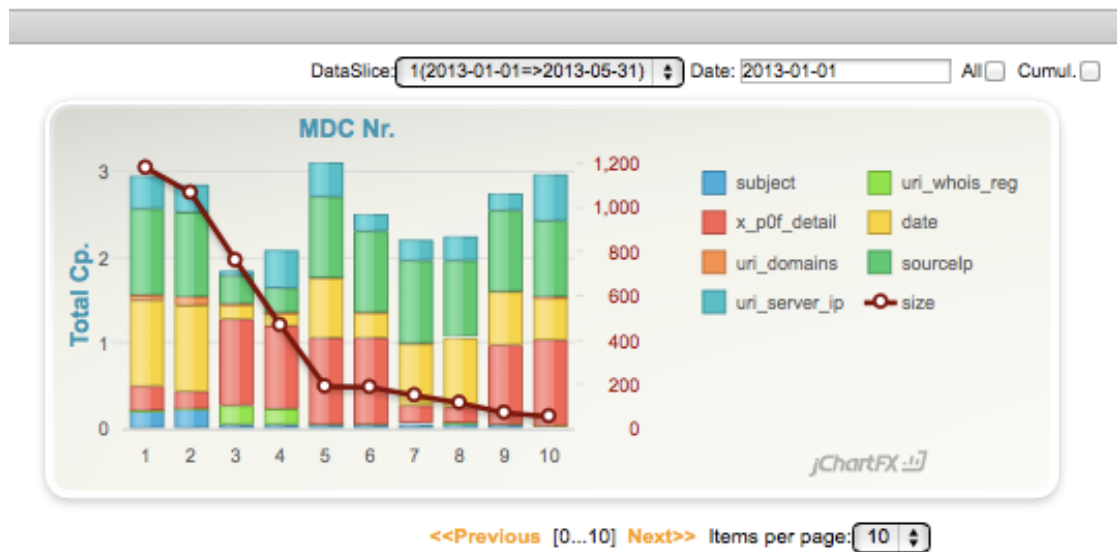 DataSlice: 1(2013-01-01=>2013-05-31) Date: 2013-01-01 All Cumul.
MDC Nr.
Total Cp.
3
2
1
0
1,200
1,000
800
600
400
200
0
1 2 3 4 5 6 7 8 9 10
subject uri_whois_reg
x_p0f_detail date
uri_domains sourceIp
uri_server_ip size
jChartFX
<<Previous [0...10] Next>> Items per page: 10